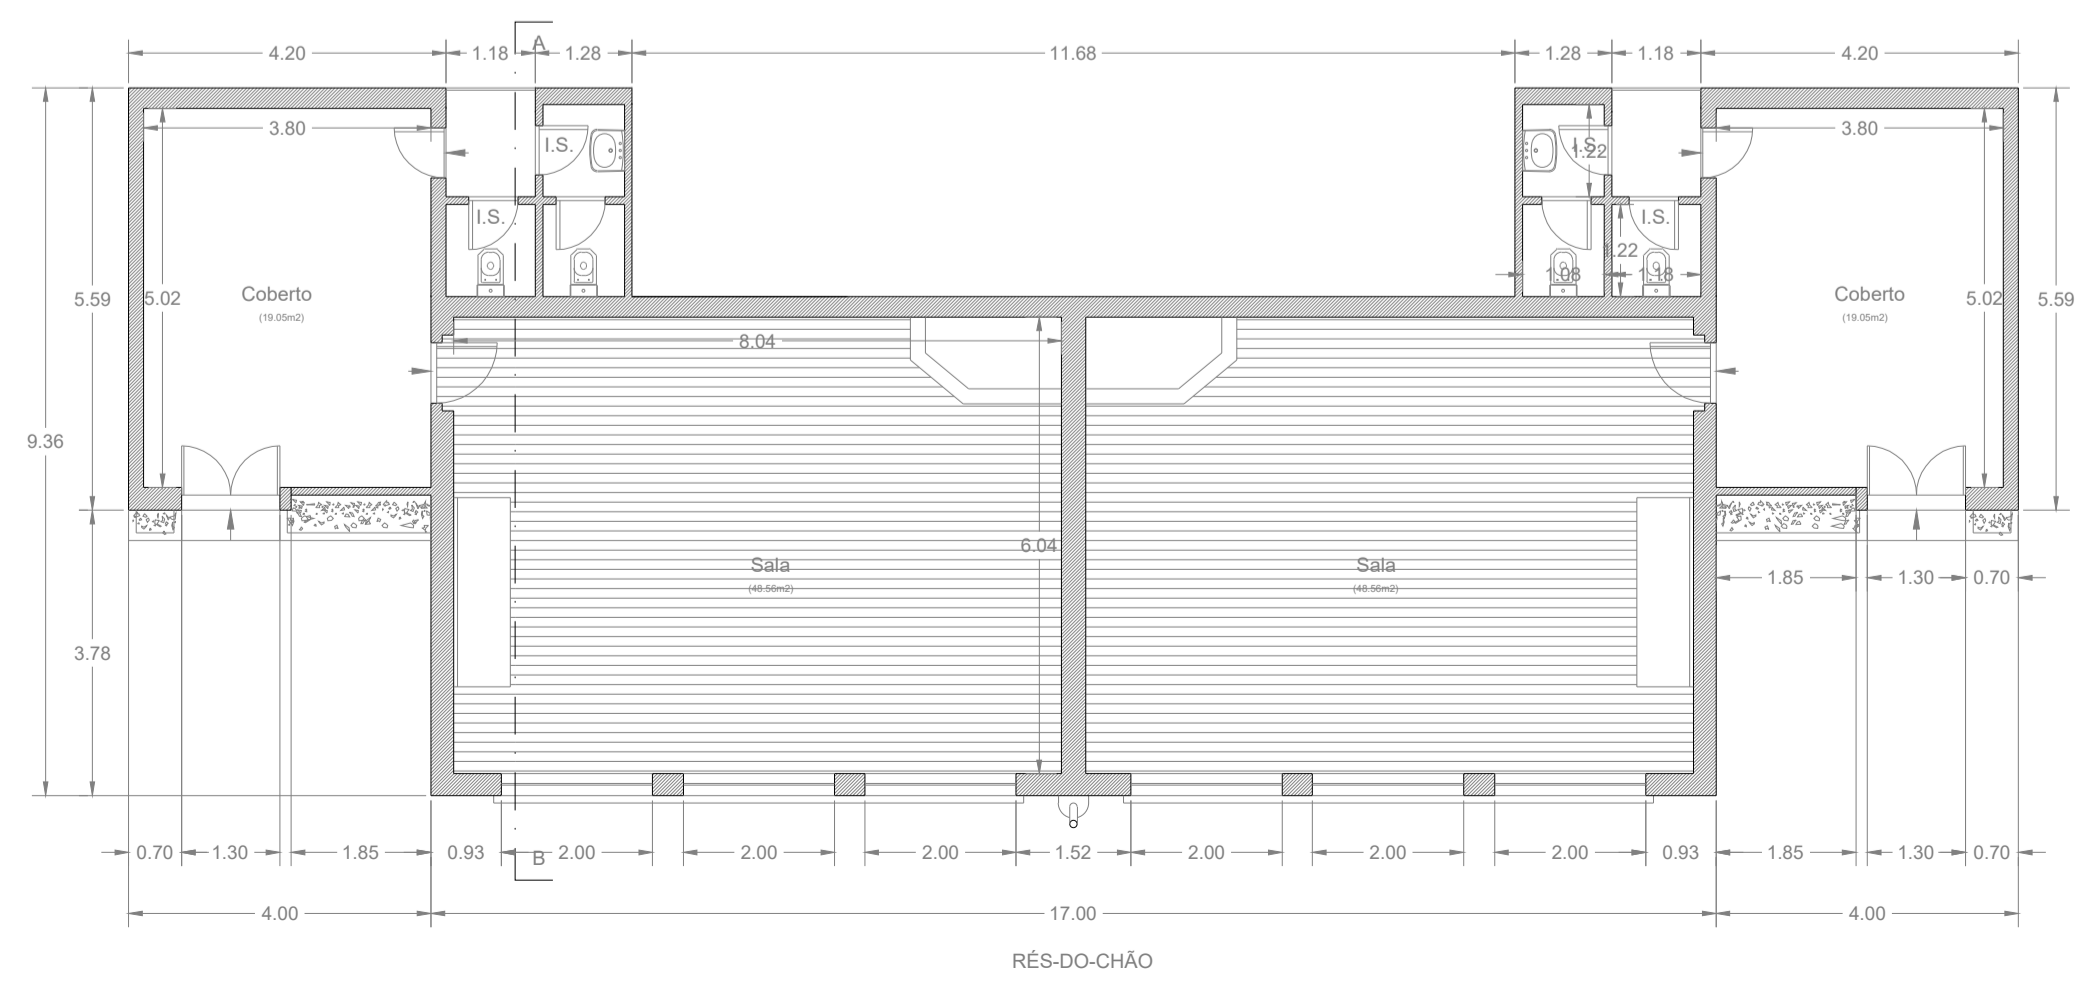 4.20 1.18 A 1.28 11.68 1.28 1.18 4.20
3.80 3.80
I.S. I.S. 1.22
I.S. I.S.
1.22
1.08 1.18
5.59 5.02 Coberto Coberto 5.02 5.59
(19.05m2) (19.05m2)
8.04
9.36
6.04
Sala Sala
1.85 1.30 0.70
(48.56m2) (48.56m2)
3.78
0.70 1.30 1.85 0.93 B 2.00 2.00 2.00 1.52 2.00 2.00 2.00 0.93 1.85 1.30 0.70
4.00 17.00 4.00
RÉS-DO-CHÃO